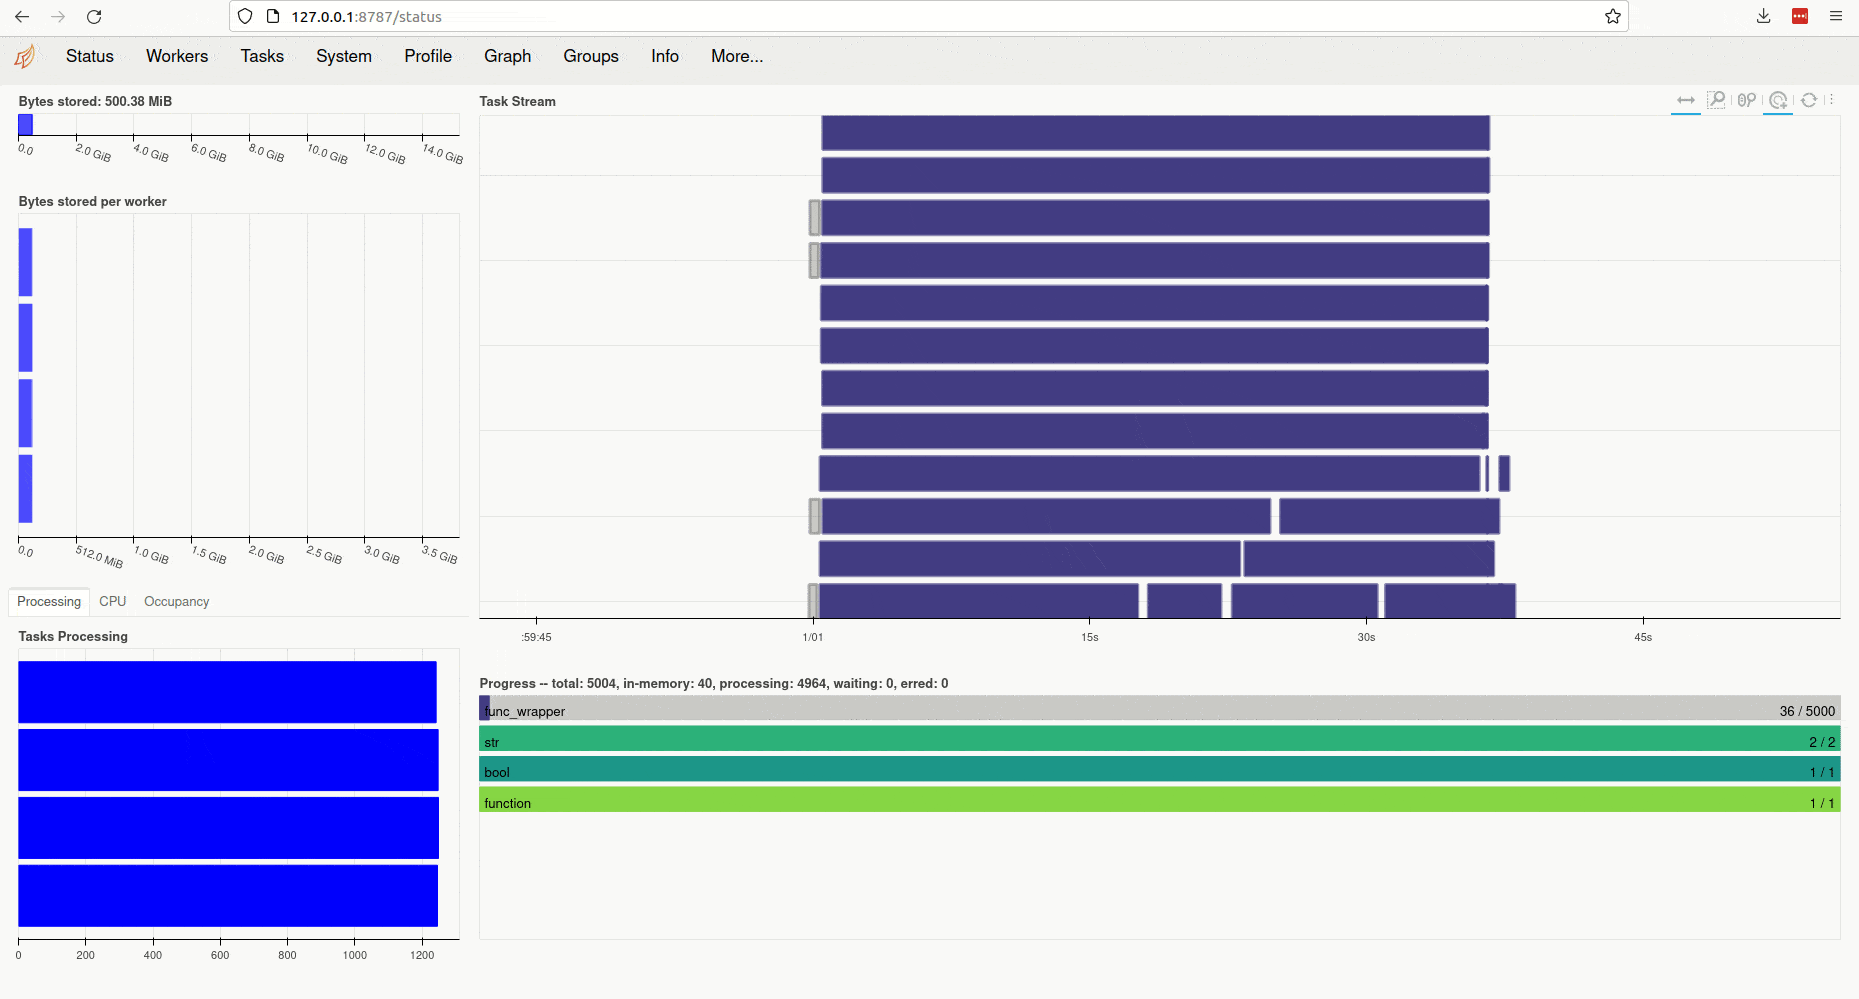 127.0.0.1:8787/status
Status Workers Tasks System Profile Graph Groups Info More...
Bytes stored: 500.38 MiB
0.0 2.0 GiB 4.0 GiB 6.0 GiB 8.0 GiB 10.0 GiB 12.0 GiB 14.0 GiB
Bytes stored per worker
0.0 512.0 MiB 1.0 GiB 1.5 GiB 2.0 GiB 2.5 GiB 3.0 GiB 3.5 GiB
Processing CPU Occupancy
Tasks Processing
0 200 400 600 800 1000 1200
Task Stream
:59:45 1/01 15s 30s 45s
Progress -- total: 5004, in-memory: 40, processing: 4964, waiting: 0, erred: 0
func_wrapper 36 / 5000
str 2 / 2
bool 1 / 1
function 1 / 1